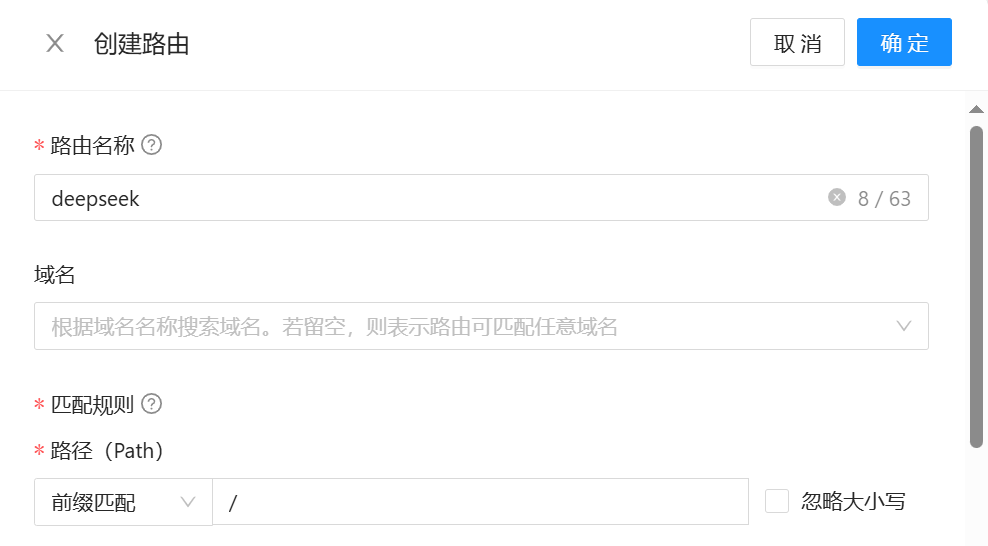 创建路由
取 消
确 定
* 路由名称
deepseek
8 / 63
域名
根据域名名称搜索域名。若留空，则表示路由可匹配任意域名
* 匹配规则
* 路径（Path）
前缀匹配
/
忽略大小写